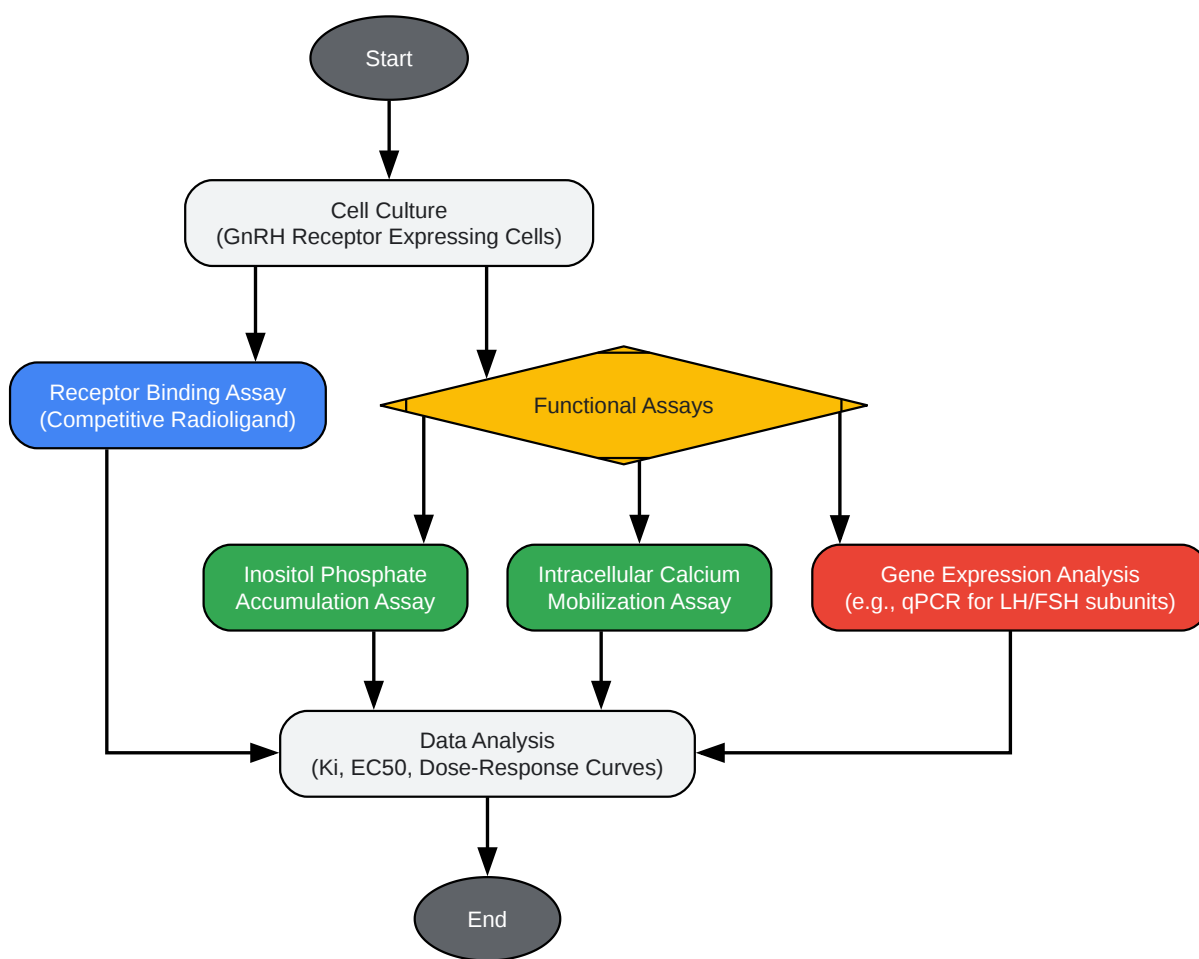 Start
Cell Culture
(GnRH Receptor Expressing Cells)
Receptor Binding Assay
(Competitive Radioligand)
Functional Assays
Inositol Phosphate
Accumulation Assay
Intracellular Calcium
Mobilization Assay
Gene Expression Analysis
(e.g., qPCR for LH/FSH subunits)
Data Analysis
(Ki, EC50, Dose-Response Curves)
End